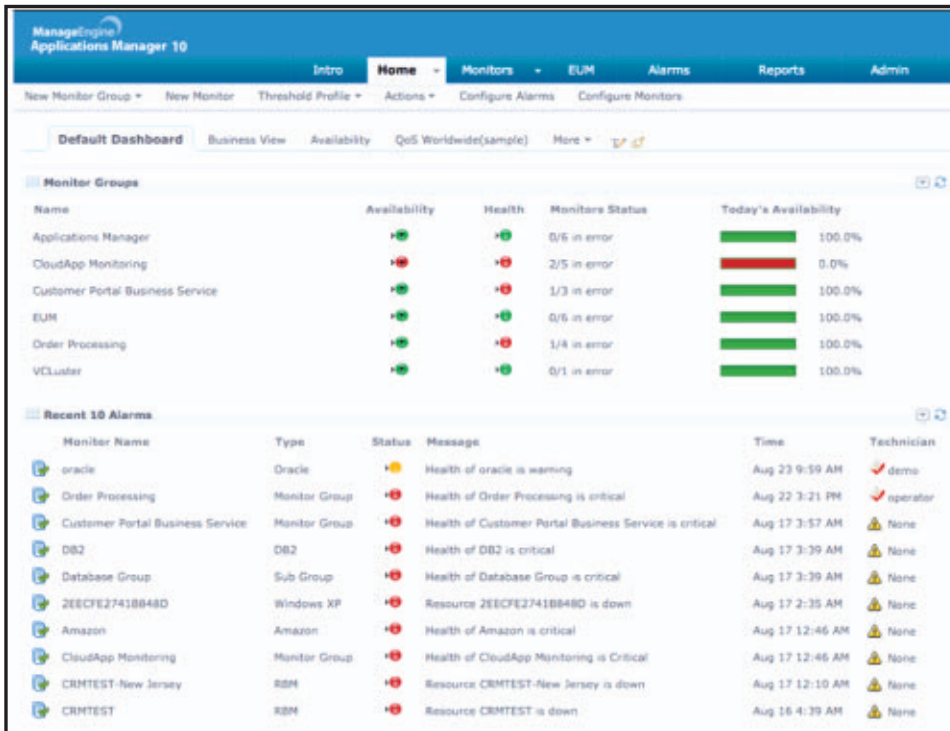 ManageEngine
Applications Manager 10
Intro Home Monitors EUM Alarms Reports Admin
New Monitor Group New Monitor Threshold Profile Actions Configure Alarms Configure Monitors
Default Dashboard Business View Availability QoS Worldwide(sample) More
Monitor Groups
Name Availability Health Monitors Status Today's Availability
Applications Manager 0/6 in error 100.0%
CloudApp Monitoring 2/5 in error 0.0%
Customer Portal Business Service 1/3 in error 100.0%
EUM 0/6 in error 100.0%
Order Processing 1/4 in error 100.0%
VCLuster 0/1 in error 100.0%
Recent 10 Alarms
Monitor Name Type Status Message Time Technician
oracle Oracle Health of oracle is warning Aug 23 9:59 AM demo
Order Processing Monitor Group Health of Order Processing is critical Aug 22 3:21 PM operator
Customer Portal Business Service Monitor Group Health of Customer Portal Business Service is critical Aug 17 3:57 AM None
DB2 DB2 Health of DB2 is critical Aug 17 3:39 AM None
Database Group Sub Group Health of Database Group is critical Aug 17 3:39 AM None
2EECFE2741B848D Windows XP Resource 2EECFE2741B848D is down Aug 17 2:35 AM None
Amazon Amazon Health of Amazon is critical Aug 17 12:46 AM None
CloudApp Monitoring Monitor Group Health of CloudApp Monitoring is Critical Aug 17 12:46 AM None
CRMTEST-New Jersey RBM Resource CRMTEST-New Jersey is down Aug 17 12:10 AM None
CRMTEST RBM Resource CRMTEST is down Aug 16 4:39 AM None